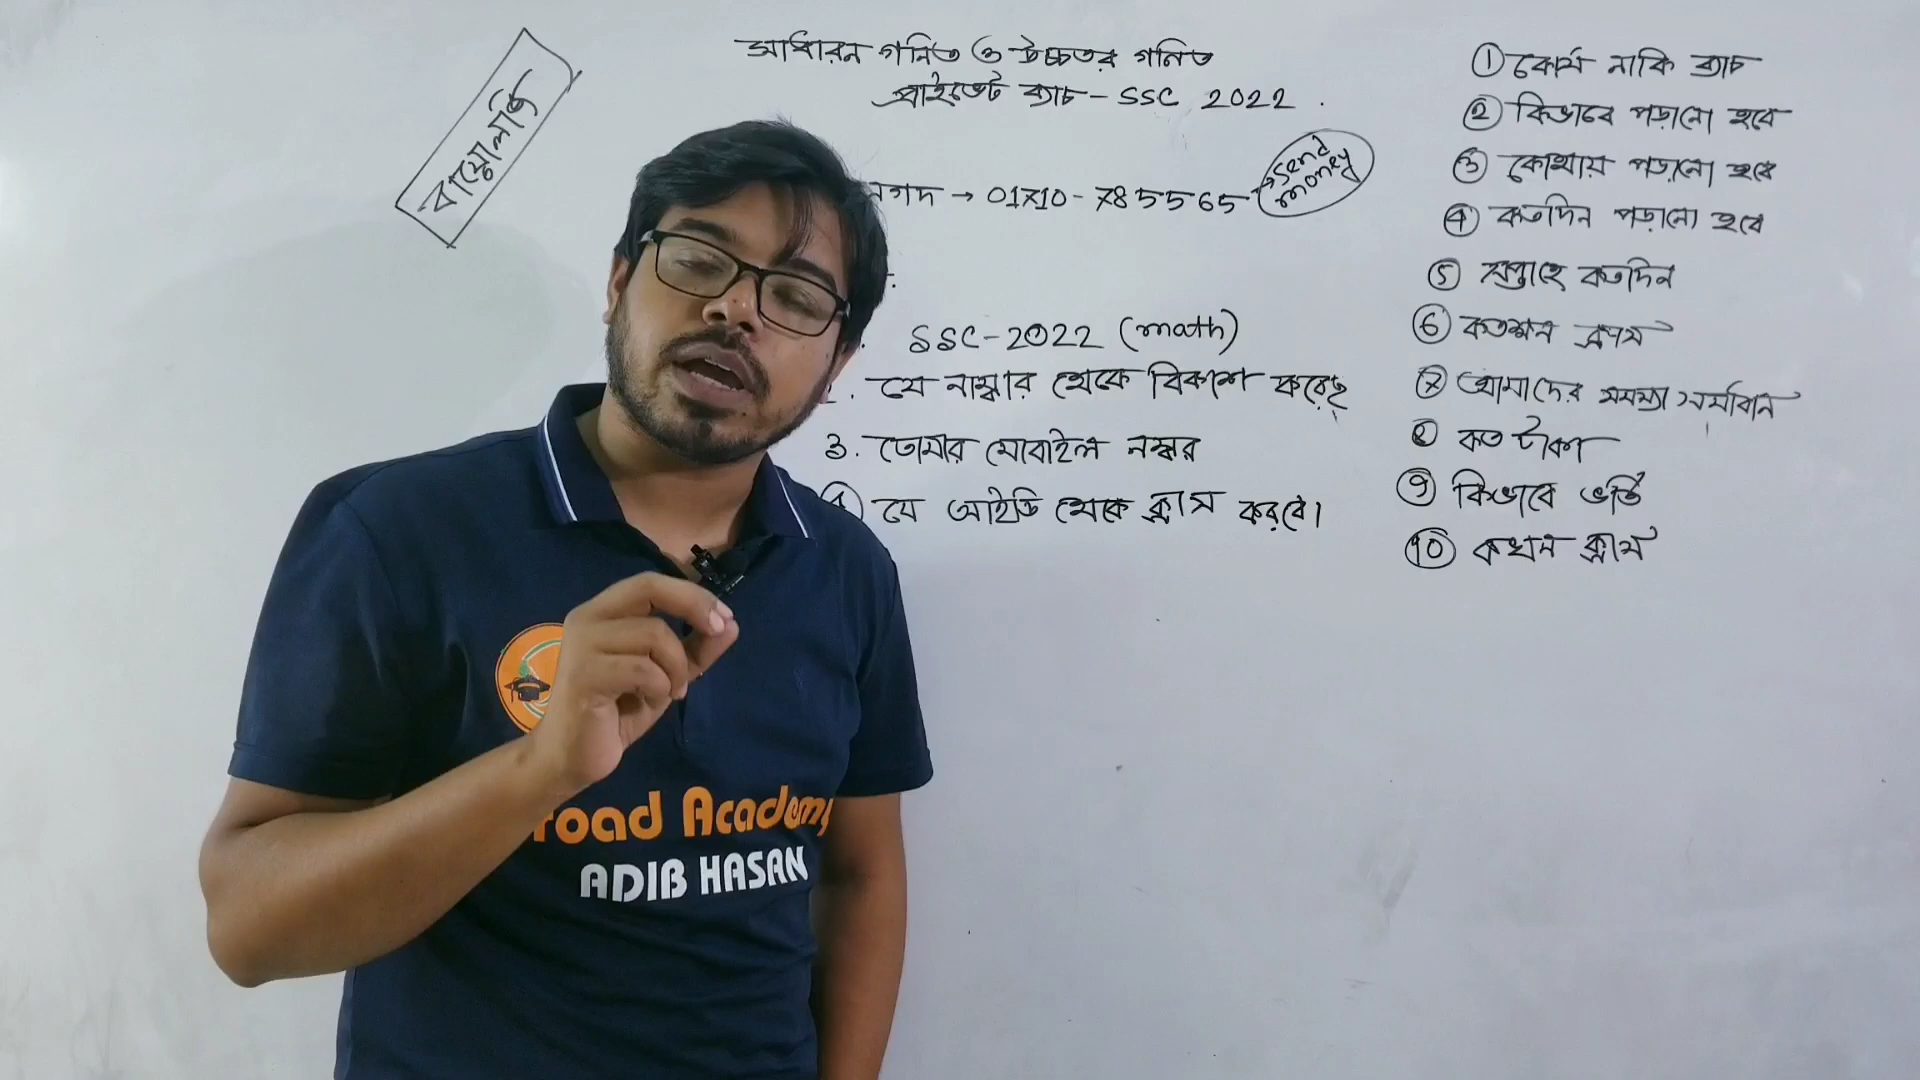 বায়োলজি
সাধারন গনিত ও উচ্চতর গনিত
প্রাইভেট ব্যাচ - SSC 2022.
নগদ → 01710-785565 → Send money
SSC-2022 (math)
যে নাম্বার থেকে বিকাশ করেছ
3. তোমার মোবাইল নম্বর
যে আইডি থেকে ক্লাস করবে।
① কোর্স নাকি ব্যাচ
② কিভাবে পড়ানো হবে
③ কোথায় পড়ানো হবে
④ কতদিন পড়ানো হবে
⑤ সপ্তাহে কতদিন
⑥ কতক্ষন ক্লাস
⑦ আমাদের সমস্যা সমাধান
⑧ কত টাকা
⑨ কিভাবে ভর্তি
⑩ কখন ক্লাস
road Academy
ADIB HASAN